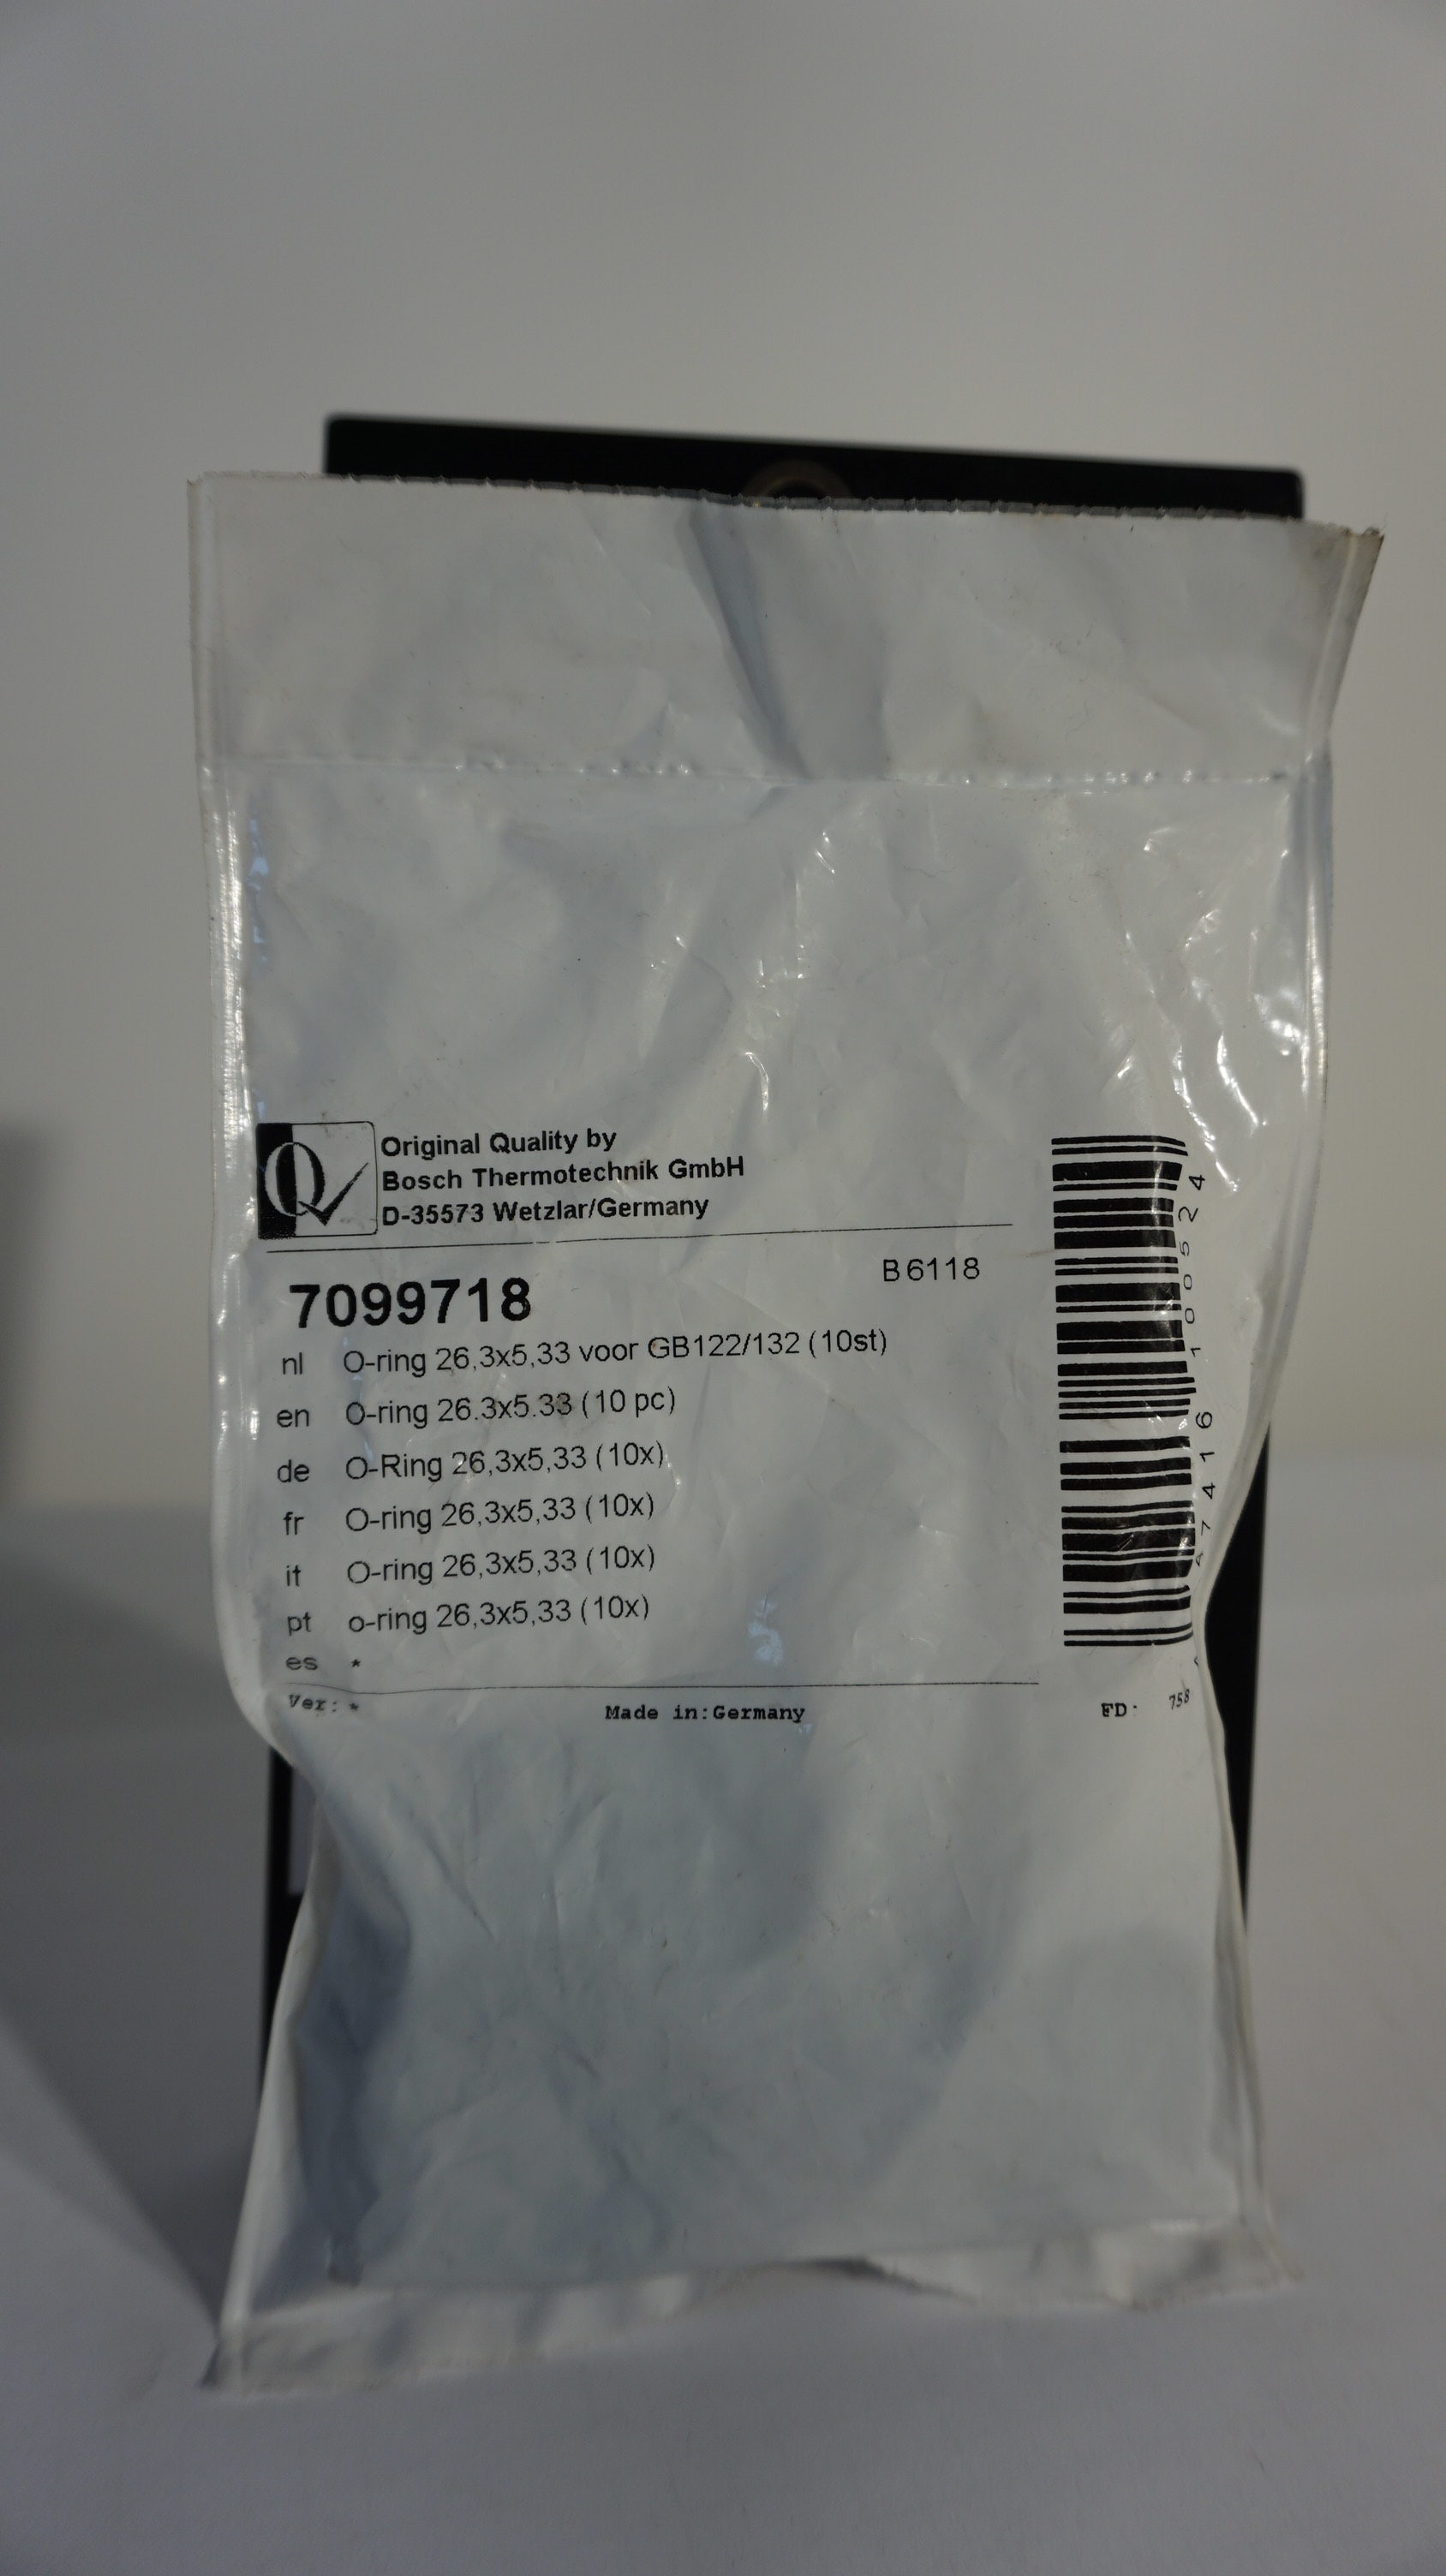 Original Quality by
Bosch Thermotechnik GmbH
D-35573 Wetzlar/Germany
B 6118
7099718
nl O-ring 26,3x5,33 voor GB122/132 (10st)
en O-ring 26.3x5.33 (10 pc)
de O-Ring 26,3x5,33 (10x)
fr O-ring 26,3x5,33 (10x)
it O-ring 26,3x5,33 (10x)
pt o-ring 26,3x5,33 (10x)
es *
Ver: *
Made in:Germany
FD: 758